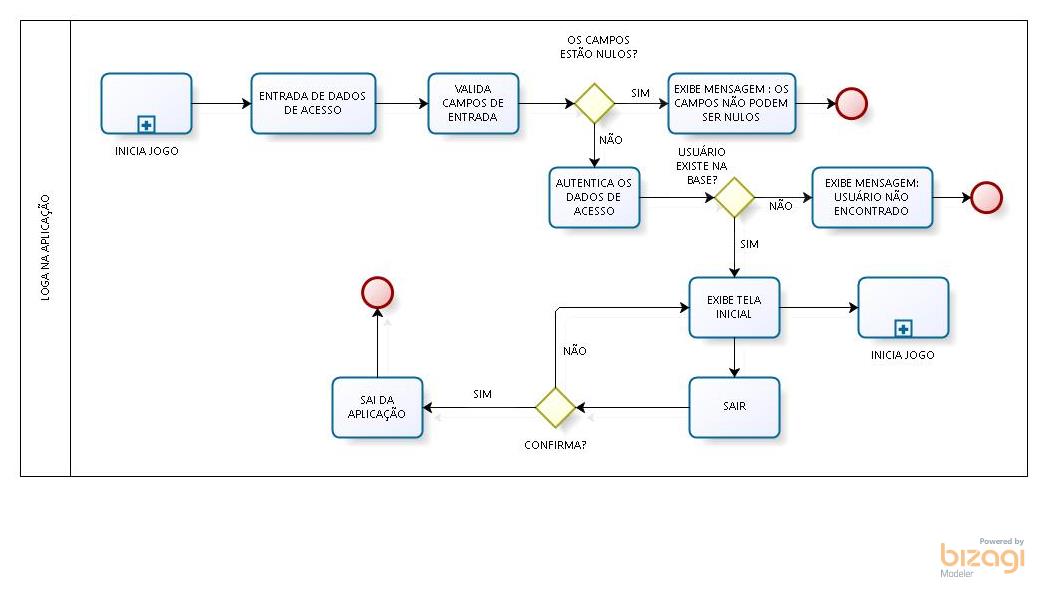 LOGA NA APLICAÇÃO
OS CAMPOS
ESTÃO NULOS?
INICIA JOGO
ENTRADA DE DADOS
DE ACESSO
VALIDA
CAMPOS DE
ENTRADA
SIM
EXIBE MENSAGEM : OS
CAMPOS NÃO PODEM
SER NULOS
NÃO
AUTENTICA OS
DADOS DE
ACESSO
USUÁRIO
EXISTE NA
BASE?
NÃO
EXIBE MENSAGEM:
USUÁRIO NÃO
ENCONTRADO
SIM
EXIBE TELA
INICIAL
INICIA JOGO
NÃO
SAI DA
APLICAÇÃO
SIM
CONFIRMA?
SAIR
Powered by
bizagi
Modeler